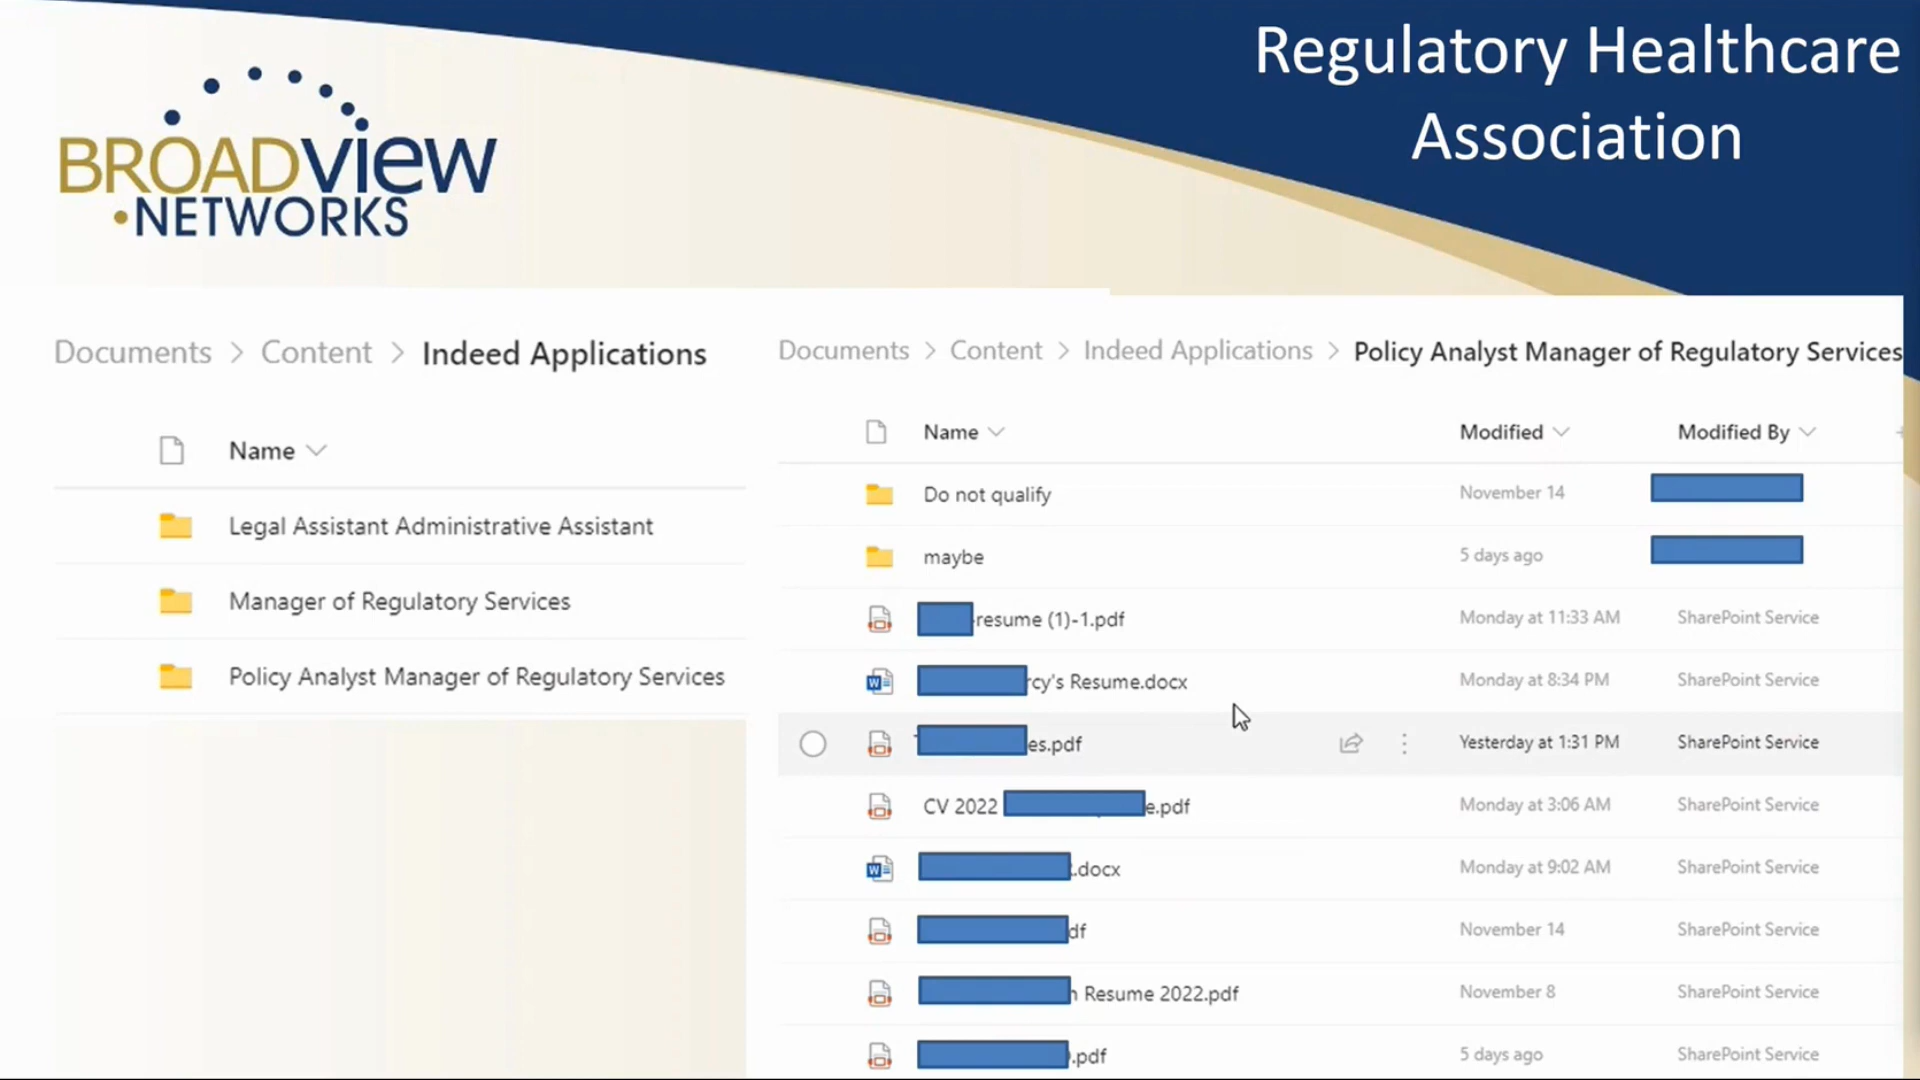 Regulatory Healthcare
Association
BROADVIEW
NETWORKS
Documents > Content > Indeed Applications
Name
Legal Assistant Administrative Assistant
Manager of Regulatory Services
Policy Analyst Manager of Regulatory Services
Documents > Content > Indeed Applications > Policy Analyst Manager of Regulatory Services
Name Modified Modified By
Do not qualify November 14
maybe 5 days ago
resume (1)-1.pdf Monday at 11:33 AM SharePoint Service
rcy's Resume.docx Monday at 8:34 PM SharePoint Service
es.pdf Yesterday at 1:31 PM SharePoint Service
CV 2022 e.pdf Monday at 3:06 AM SharePoint Service
.docx Monday at 9:02 AM SharePoint Service
df November 14 SharePoint Service
Resume 2022.pdf November 8 SharePoint Service
.pdf 5 days ago SharePoint Service